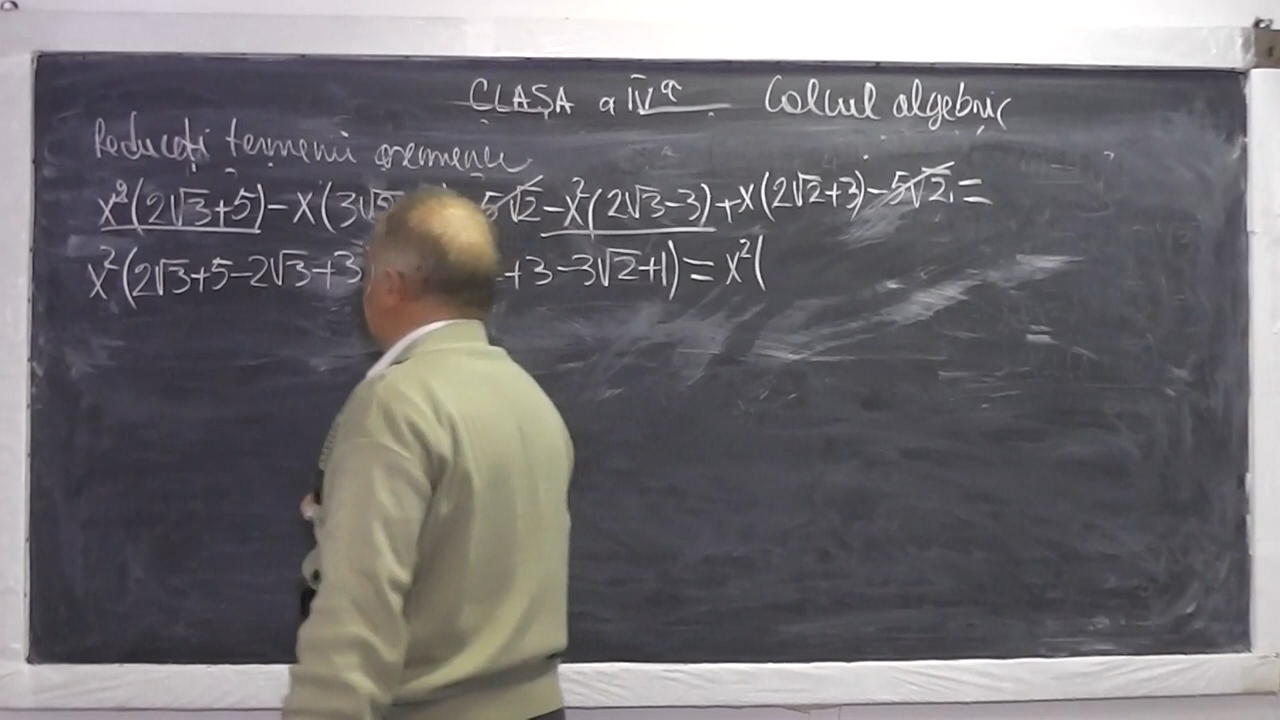 CLASA a IVª Calcul algebric
Reduceți termenii asemenea
x²(2√3+5)-x(3√ 5√2-x²(2√3-3)+x(2√2+3)-5√2=
x²(2√3+5-2√3+3 +3-3√2+1)=x²(